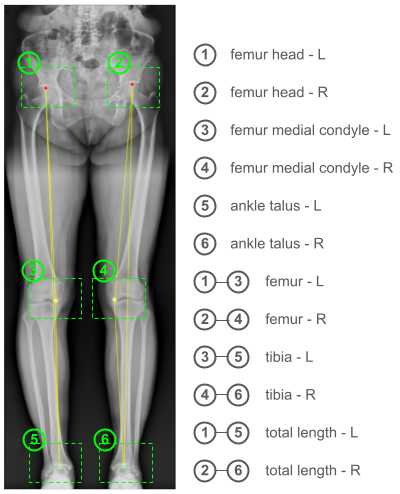 1
2
3
4
5
6
1 femur head - L
2 femur head - R
3 femur medial condyle - L
4 femur medial condyle - R
5 ankle talus - L
6 ankle talus - R
1 3 femur - L
2 4 femur - R
3 5 tibia - L
4 6 tibia - R
1 5 total length - L
2 6 total length - R